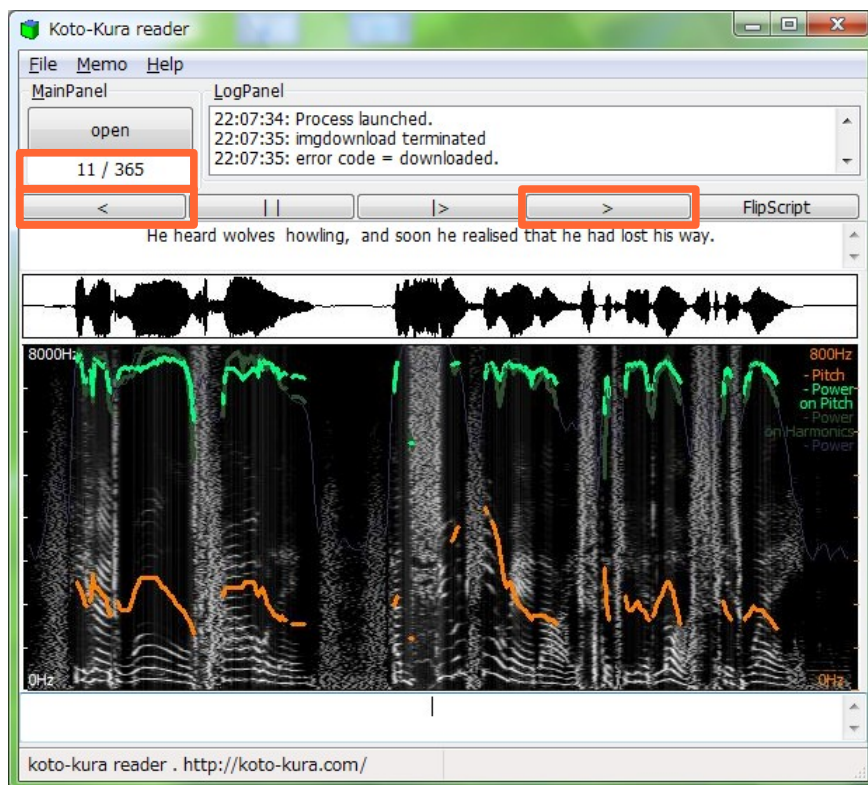 Koto-Kura reader
File Memo Help
MainPanel
LogPanel
open
22:07:34: Process launched.
22:07:35: imgdownload terminated
22:07:35: error code = downloaded.
11 / 365
< || |> > FlipScript
He heard wolves  howling,  and soon he realised that he had lost his way.
8000Hz
800Hz
- Pitch
- Power
on Pitch
- Power
on Harmonics
- Power
0Hz
0Hz
koto-kura reader . http://koto-kura.com/